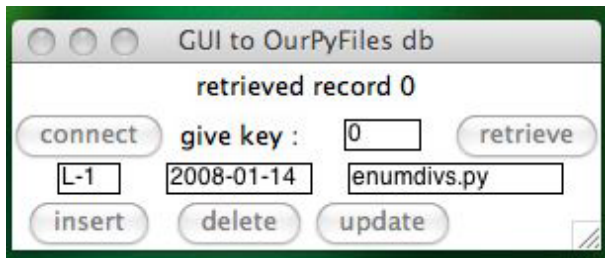 GUI to OurPyFiles db
retrieved record 0
connect give key : 0 retrieve
L-1 2008-01-14 enumdivs.py
insert delete update